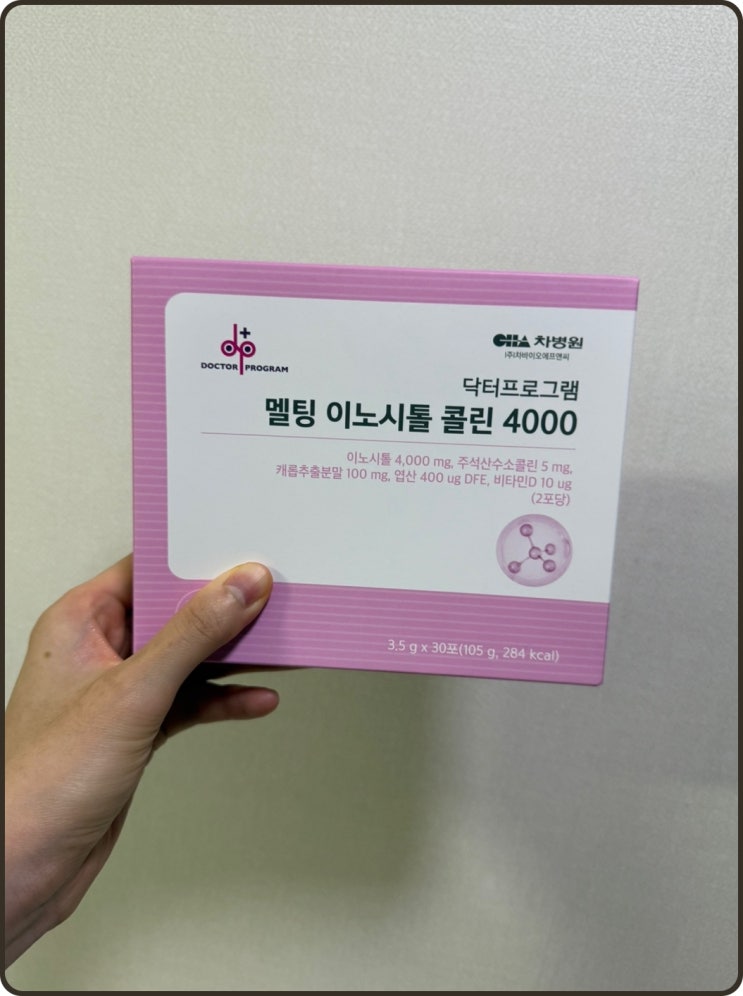 DOCTOR PROGRAM
CHA 차병원
(주)차바이오에프앤씨
닥터프로그램
멜팅 이노시톨 콜린 4000
이노시톨 4,000 mg, 주석산수소콜린 5 mg,
캐롭추출분말 100 mg, 엽산 400 ug DFE, 비타민D 10 ug
(2포당)
3.5 g x 30포(105 g, 284 kcal)